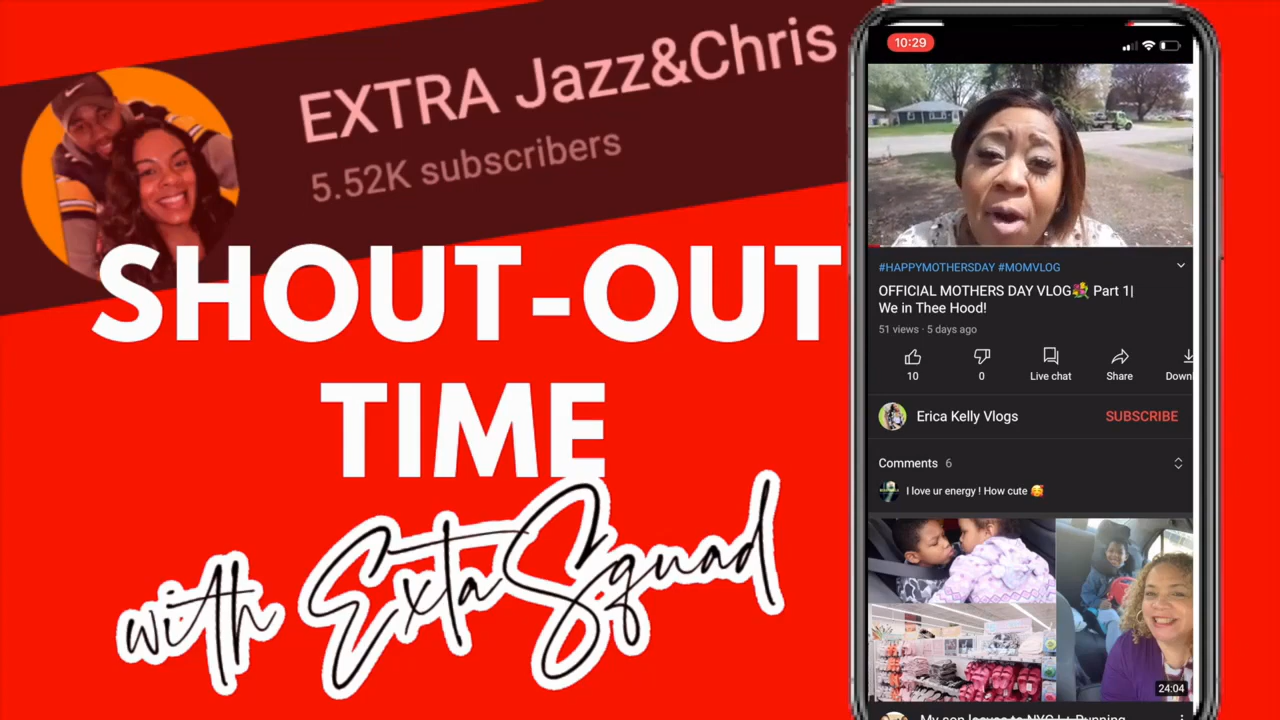 EXTRA Jazz&Chris
5.52K subscribers
SHOUT-OUT
TIME
with ExtaSquad
10:29
#HAPPYMOTHERSDAY #MOMVLOG
OFFICIAL MOTHERS DAY VLOG💐 Part 1|
We in Thee Hood!
51 views · 5 days ago
10
0
Live chat
Share
Downl
Erica Kelly Vlogs
SUBSCRIBE
Comments 6
I love ur energy ! How cute 🥰
24:04